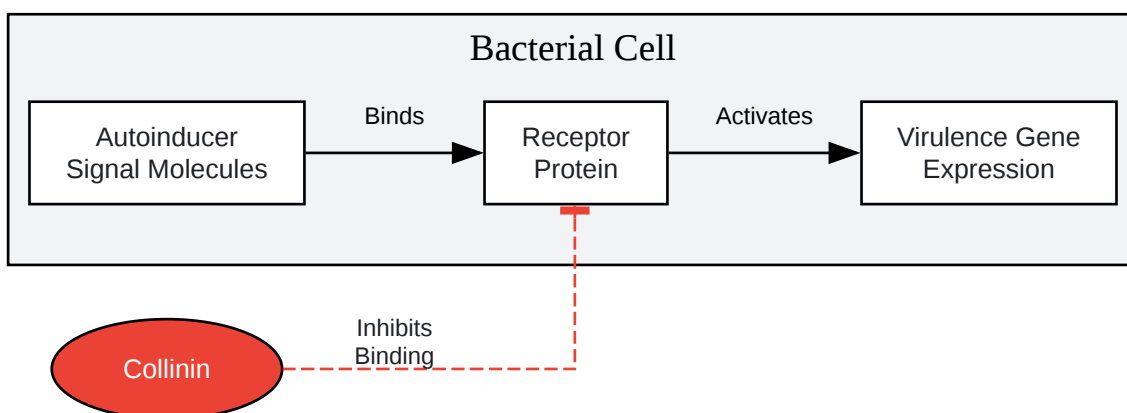 Bacterial Cell
Autoinducer
Signal Molecules
Binds
Receptor
Protein
Activates
Virulence Gene
Expression
Collinin
Inhibits
Binding